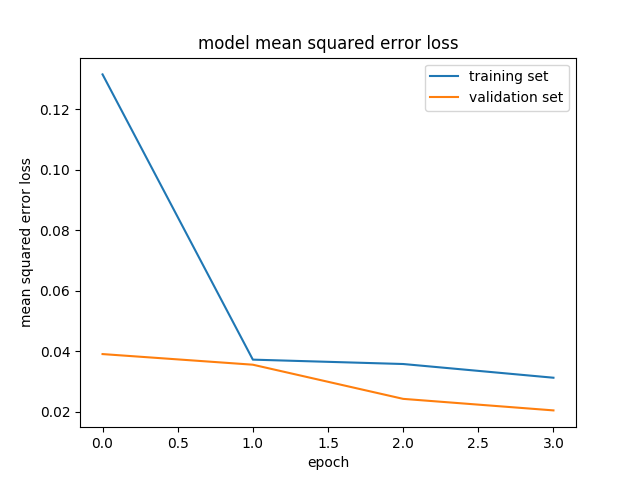 model mean squared error loss
training set
validation set
mean squared error loss
0.12
0.10
0.08
0.06
0.04
0.02
0.0 0.5 1.0 1.5 2.0 2.5 3.0
epoch